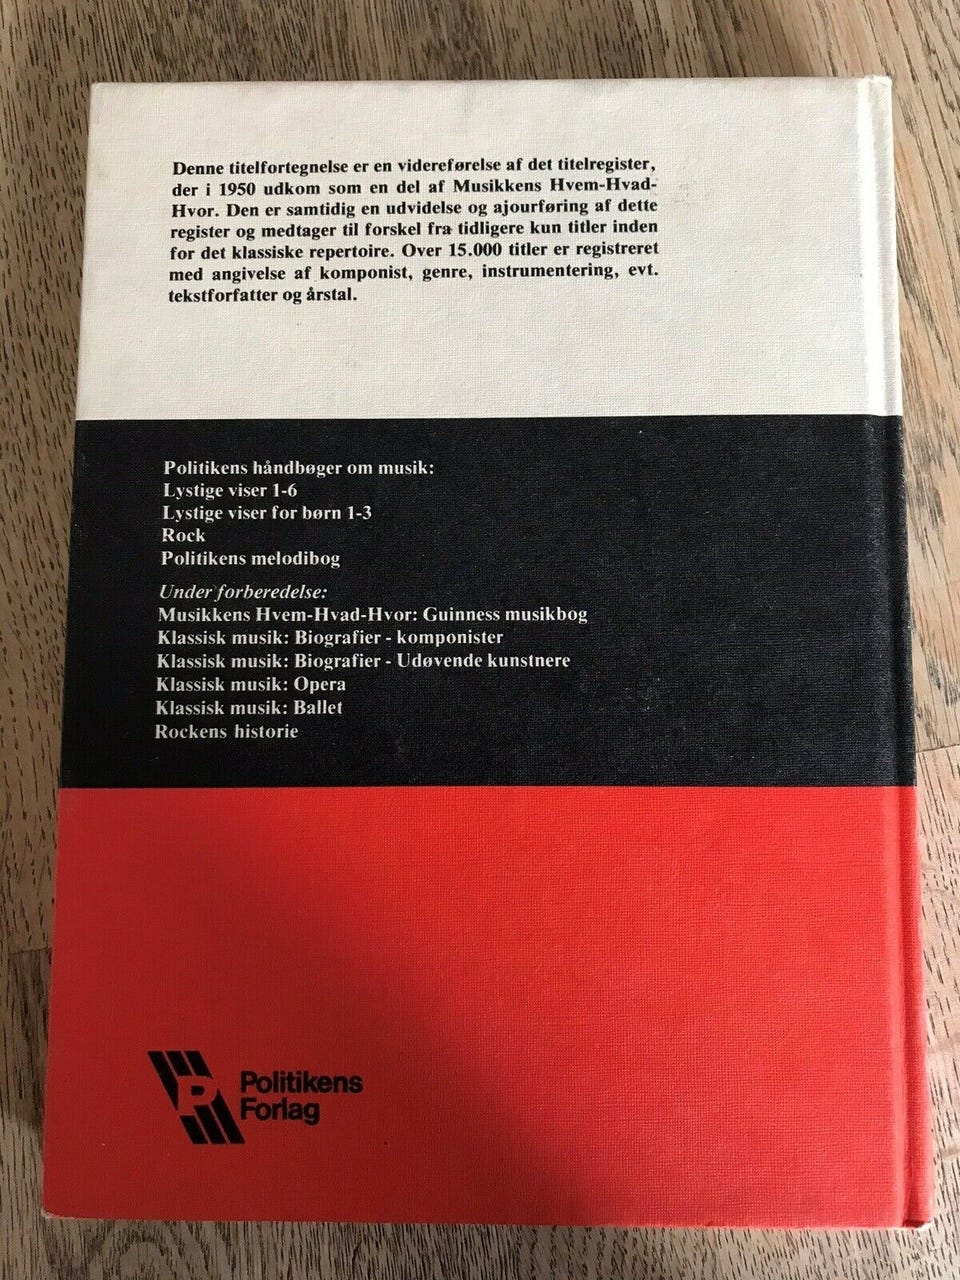 Denne titelfortegnelse er en videreførelse af det titelregister,
der i 1950 udkom som en del af Musikkens Hvem-Hvad-
Hvor. Den er samtidig en udvidelse og ajourføring af dette
register og medtager til forskel fra tidligere kun titler inden
for det klassiske repertoire. Over 15.000 titler er registreret
med angivelse af komponist, genre, instrumentering, evt.
tekstforfatter og årstal.
Politikens håndbøger om musik:
Lystige viser 1-6
Lystige viser for børn 1-3
Rock
Politikens melodibog
Under forberedelse:
Musikkens Hvem-Hvad-Hvor: Guinness musikbog
Klassisk musik: Biografier - komponister
Klassisk musik: Biografier - Udøvende kunstnere
Klassisk musik: Opera
Klassisk musik: Ballet
Rockens historie
P
Politikens
Forlag